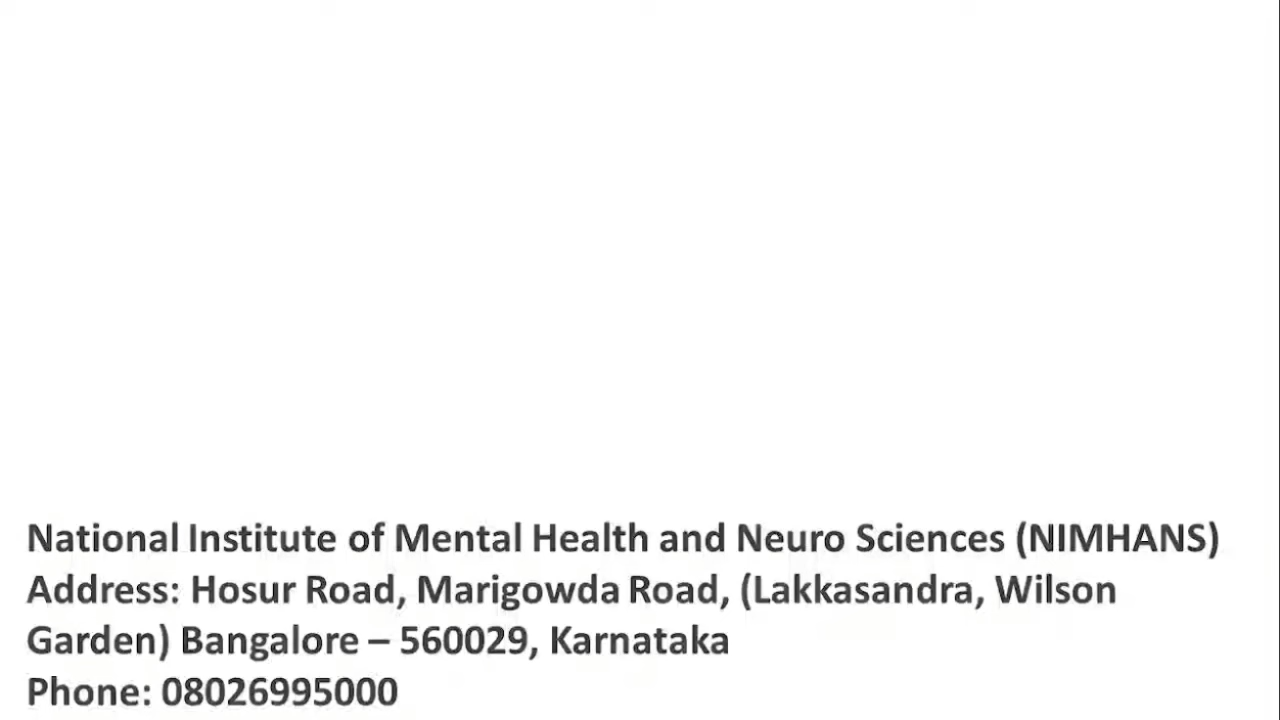 National Institute of Mental Health and Neuro Sciences (NIMHANS)
Address: Hosur Road, Marigowda Road, (Lakkasandra, Wilson
Garden) Bangalore – 560029, Karnataka
Phone: 08026995000